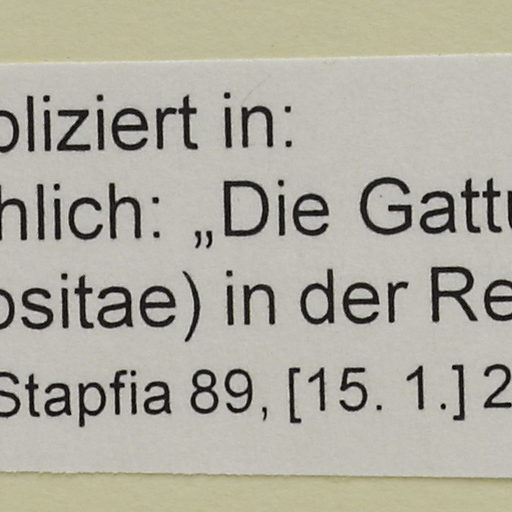 bliziert in:
hlich: „Die Gattu
ositae) in der Re
Stapfia 89, [15. 1.] 2